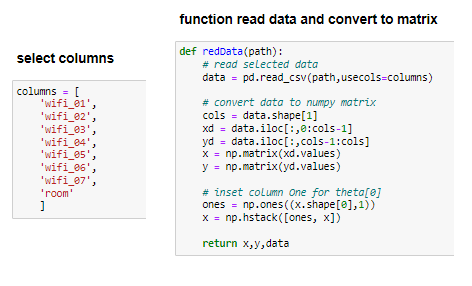 select columns
columns = [
    'wifi_01',
    'wifi_02',
    'wifi_03',
    'wifi_04',
    'wifi_05',
    'wifi_06',
    'wifi_07',
    'room'
    ]
function read data and convert to matrix
def redData(path):
    # read selected data
    data = pd.read_csv(path,usecols=columns)
    # convert data to numpy matrix
    cols = data.shape[1]
    xd = data.iloc[:,0:cols-1]
    yd = data.iloc[:,cols-1:cols]
    x = np.matrix(xd.values)
    y = np.matrix(yd.values)
    # inset column One for theta[0]
    ones = np.ones((x.shape[0],1))
    x = np.hstack([ones, x])
    return x,y,data